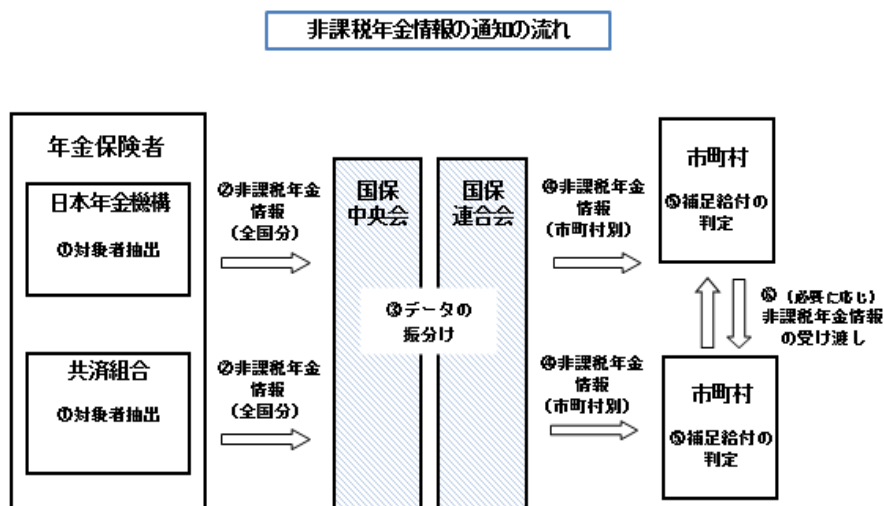 非課税年金情報の通知の流れ
年金保険者
日本年金機構
①対象者抽出
共済組合
①対象者抽出
②非課税年金
情報
（全国分）
②非課税年金
情報
（全国分）
国保
中央会
国保
連合会
③データの
振分け
④非課税年金
情報
（市町村別）
④非課税年金
情報
（市町村別）
市町村
⑤補足給付の
判定
⑥（必要に応じ）
非課税年金情報
の受け渡し
市町村
⑤補足給付の
判定